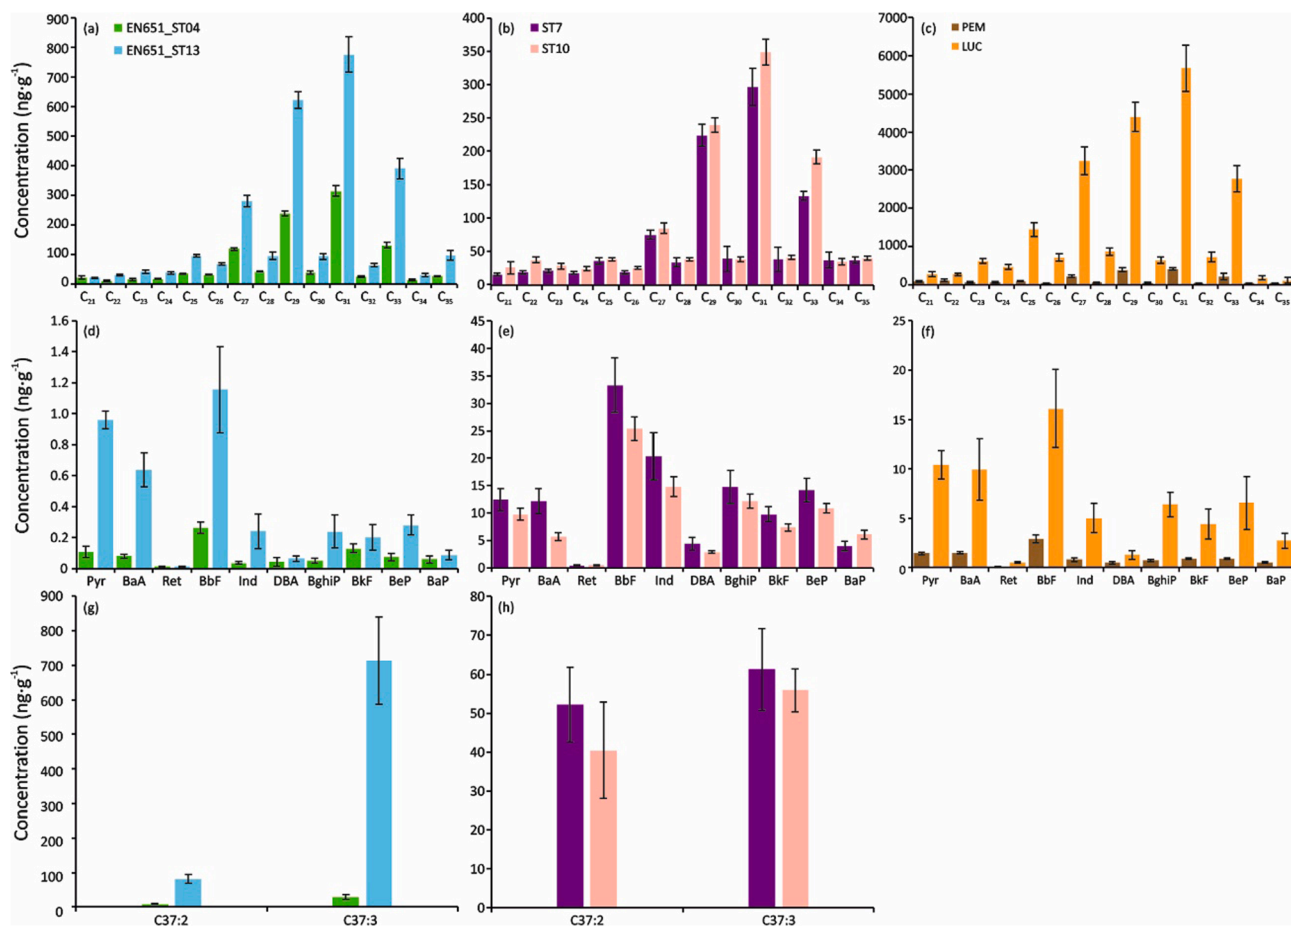 (a)
EN651_ST04
EN651_ST13
Concentration (ng·g⁻¹)
900
800
700
600
500
400
300
200
100
0
C₂₁ C₂₂ C₂₃ C₂₄ C₂₅ C₂₆ C₂₇ C₂₈ C₂₉ C₃₀ C₃₁ C₃₂ C₃₃ C₃₄ C₃₅
(b)
ST7
ST10
400
350
300
250
200
150
100
50
0
C₂₁ C₂₂ C₂₃ C₂₄ C₂₅ C₂₆ C₂₇ C₂₈ C₂₉ C₃₀ C₃₁ C₃₂ C₃₃ C₃₄ C₃₅
(c)
PEM
LUC
7000
6000
5000
4000
3000
2000
1000
0
C₂₁ C₂₂ C₂₃ C₂₄ C₂₅ C₂₆ C₂₇ C₂₈ C₂₉ C₃₀ C₃₁ C₃₂ C₃₃ C₃₄ C₃₅
(d)
Concentration (ng·g⁻¹)
1.6
1.4
1.2
1.0
0.8
0.6
0.4
0.2
0
Pyr BaA Ret BbF Ind DBA BghiP BkF BeP BaP
(e)
45
40
35
30
25
20
15
10
5
0
Pyr BaA Ret BbF Ind DBA BghiP BkF BeP BaP
(f)
25
20
15
10
5
0
Pyr BaA Ret BbF Ind DBA BghiP BkF BeP BaP
(g)
Concentration (ng·g⁻¹)
900
800
700
600
500
400
300
200
100
0
C37:2 C37:3
(h)
80
70
60
50
40
30
20
10
0
C37:2 C37:3